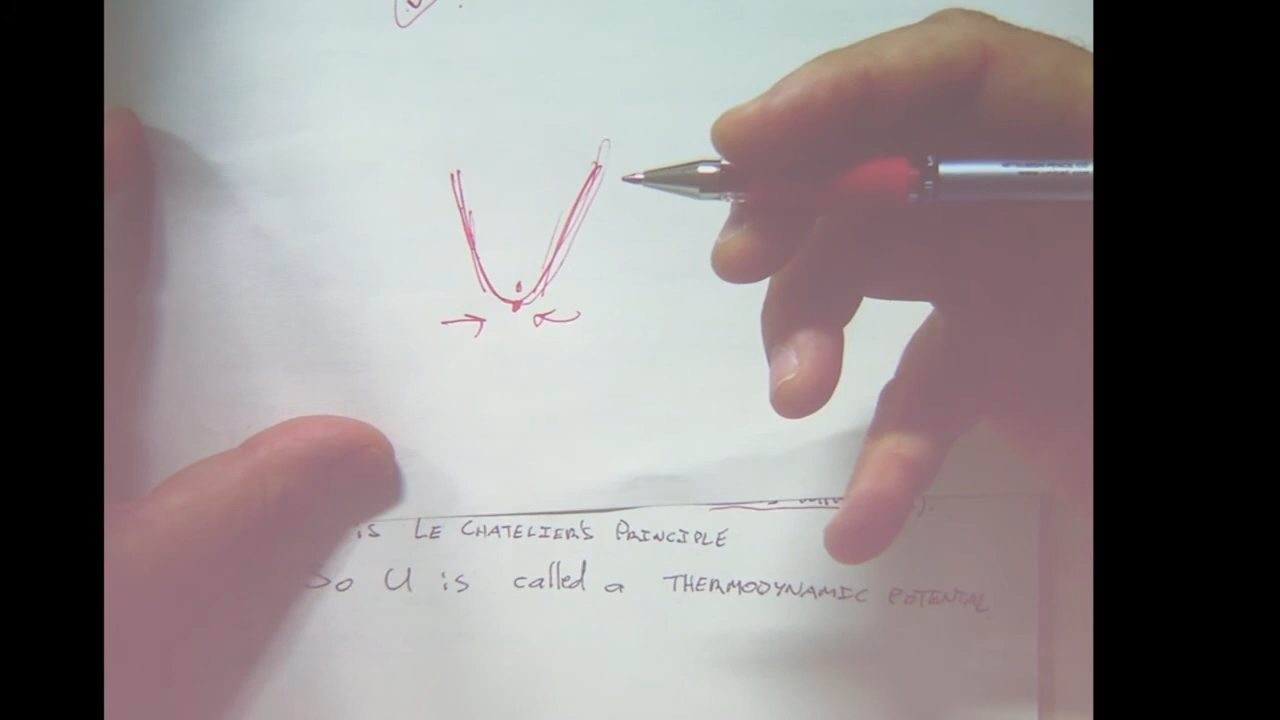 is LE CHATELIER'S PRINCIPLE
So U is called a THERMODYNAMIC POTENTIAL